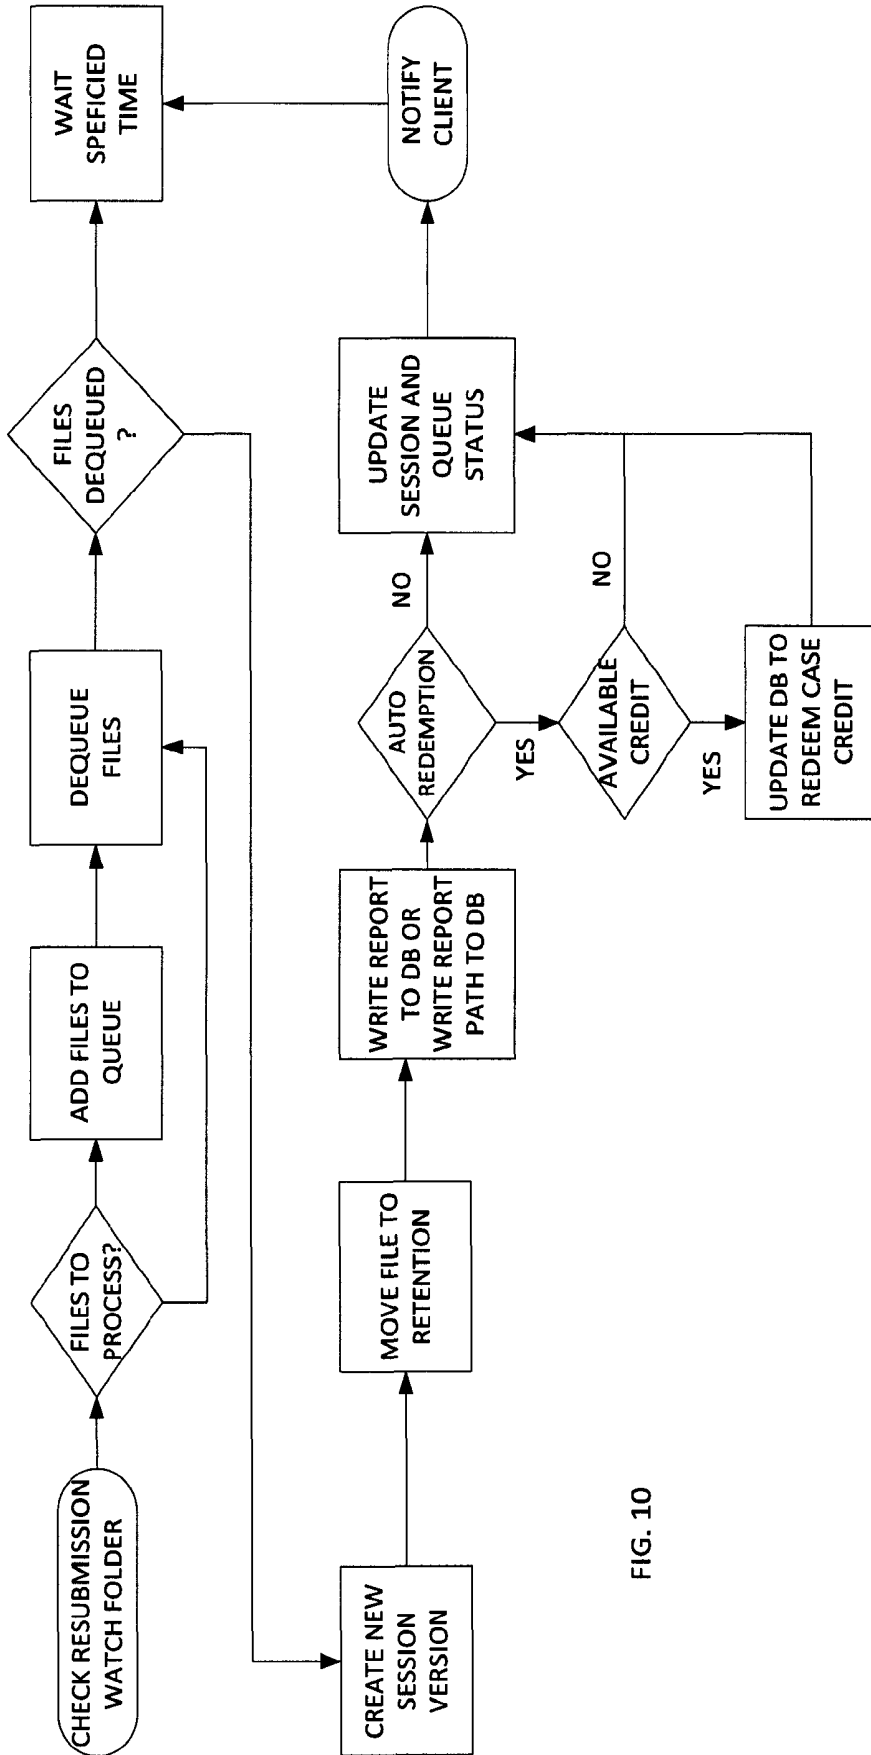 CHECK RESUBMISSION
WATCH FOLDER
FILES TO
PROCESS?
ADD FILES TO
QUEUE
DEQUEUE
FILES
FILES
DEQUEUED
?
WAIT
SPEFICIED
TIME
CREATE NEW
SESSION
VERSION
MOVE FILE TO
RETENTION
WRITE REPORT
TO DB OR
WRITE REPORT
PATH TO DB
AUTO
REDEMPTION
NO
YES
AVAILABLE
CREDIT
NO
YES
UPDATE DB TO
REDEEM CASE
CREDIT
UPDATE
SESSION AND
QUEUE
STATUS
NOTIFY
CLIENT
FIG. 10